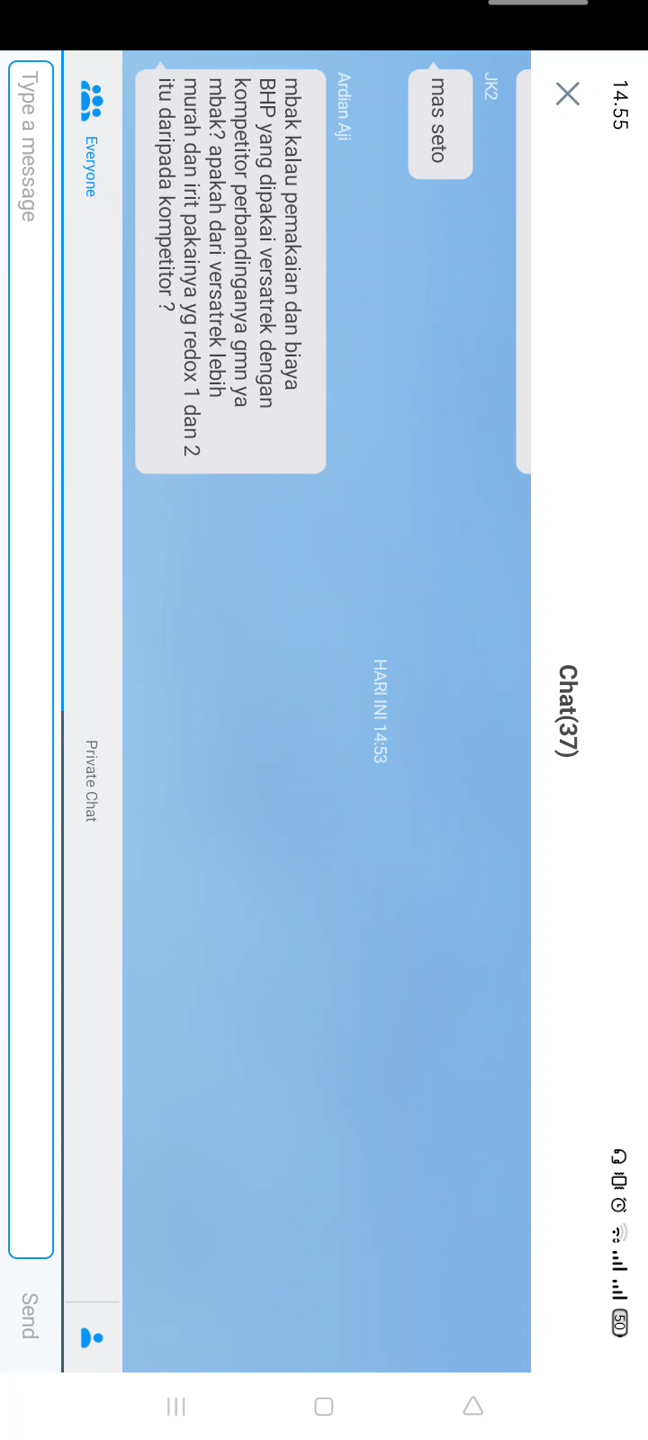 14.55
50
Chat(37)
JK2
mas seto
HARI INI 14:53
Ardian Aji
mbak kalau pemakaian dan biaya
BHP yang dipakai versatrek dengan
kompetitor perbandinganya gmn ya
mbak? apakah dari versatrek lebih
murah dan irit pakainya yg redox 1 dan 2
itu daripada kompetitor ?
Everyone
Private Chat
Type a message
Send